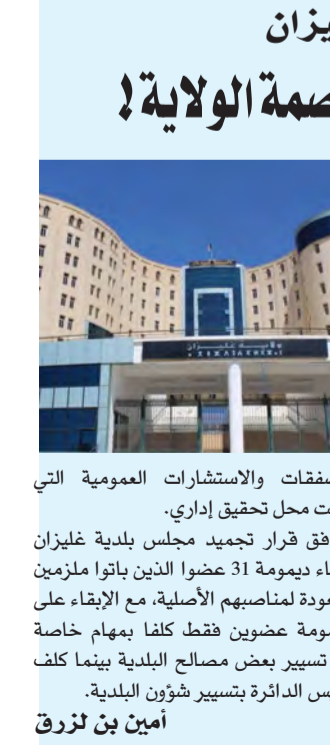 يزان
صمة الولاية !
ولاية غليزان
صفقات والاستشارات العمومية التي
ت محل تحقيق إداري.
فق قرار تجميد مجلس بلدية غليزان
اء ديمومة 31 عضوا الذين باتوا ملزمين
عودة لمناصبهم الأصلية، مع الإبقاء على
ومة عضوين فقط كلفا بمهام خاصة
تسيير بعض مصالح البلدية بينما كلف
س الدائرة بتسيير شؤون البلدية.
أمين بن لزرق